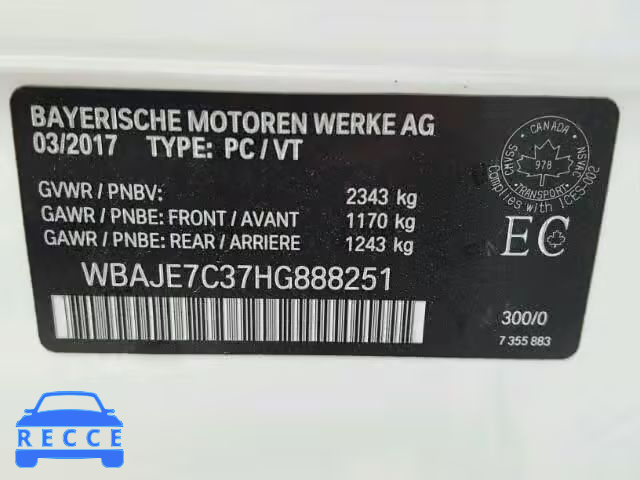 BAYERISCHE MOTOREN WERKE AG
03/2017 TYPE: PC / VT
GVWR / PNBV: 2343 kg
GAWR / PNBE: FRONT / AVANT 1170 kg
GAWR / PNBE: REAR / ARRIERE 1243 kg
WBAJE7C37HG888251
CANADA
CMVSS
NSVAC
978
TRANSPORT
Complies with ICES-002
EC
300/0
7 355 883
RECCE